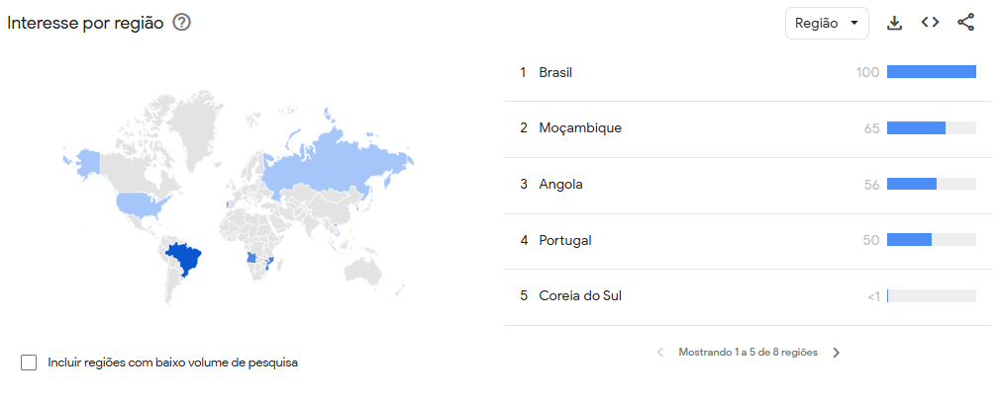 Interesse por região
Região
1 Brasil 100
2 Moçambique 65
3 Angola 56
4 Portugal 50
5 Coreia do Sul <1
Incluir regiões com baixo volume de pesquisa
Mostrando 1 a 5 de 8 regiões